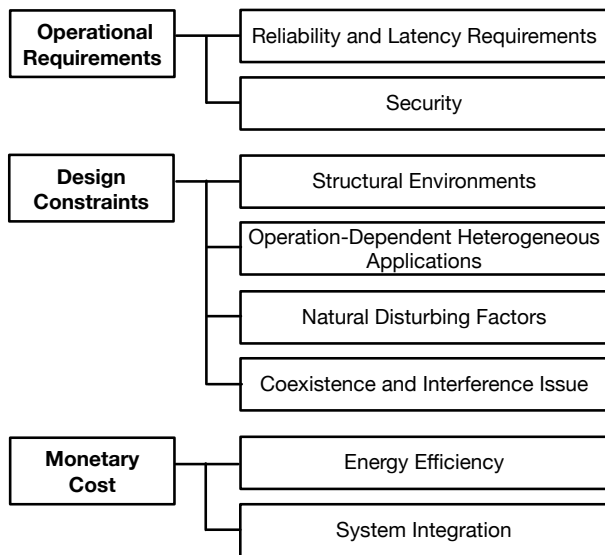 Operational
Requirements
Reliability and Latency Requirements
Security
Design
Constraints
Structural Environments
Operation-Dependent Heterogeneous
Applications
Natural Disturbing Factors
Coexistence and Interference Issue
Monetary
Cost
Energy Efficiency
System Integration